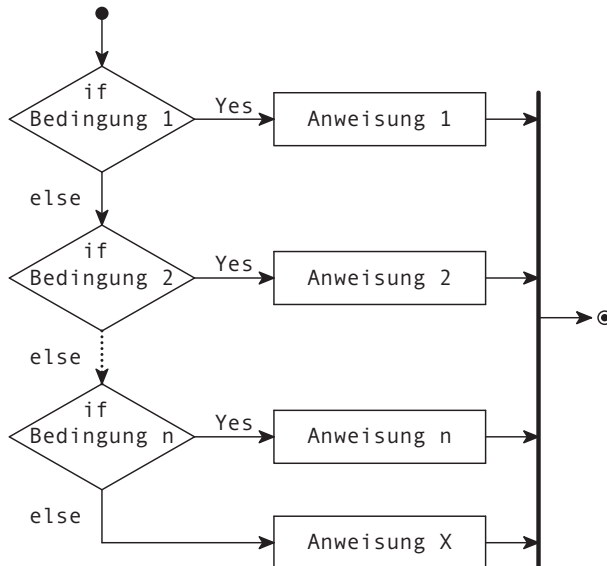 if
Bedingung 1
Yes
Anweisung 1
else
if
Bedingung 2
Yes
Anweisung 2
else
if
Bedingung n
Yes
Anweisung n
else
Anweisung X